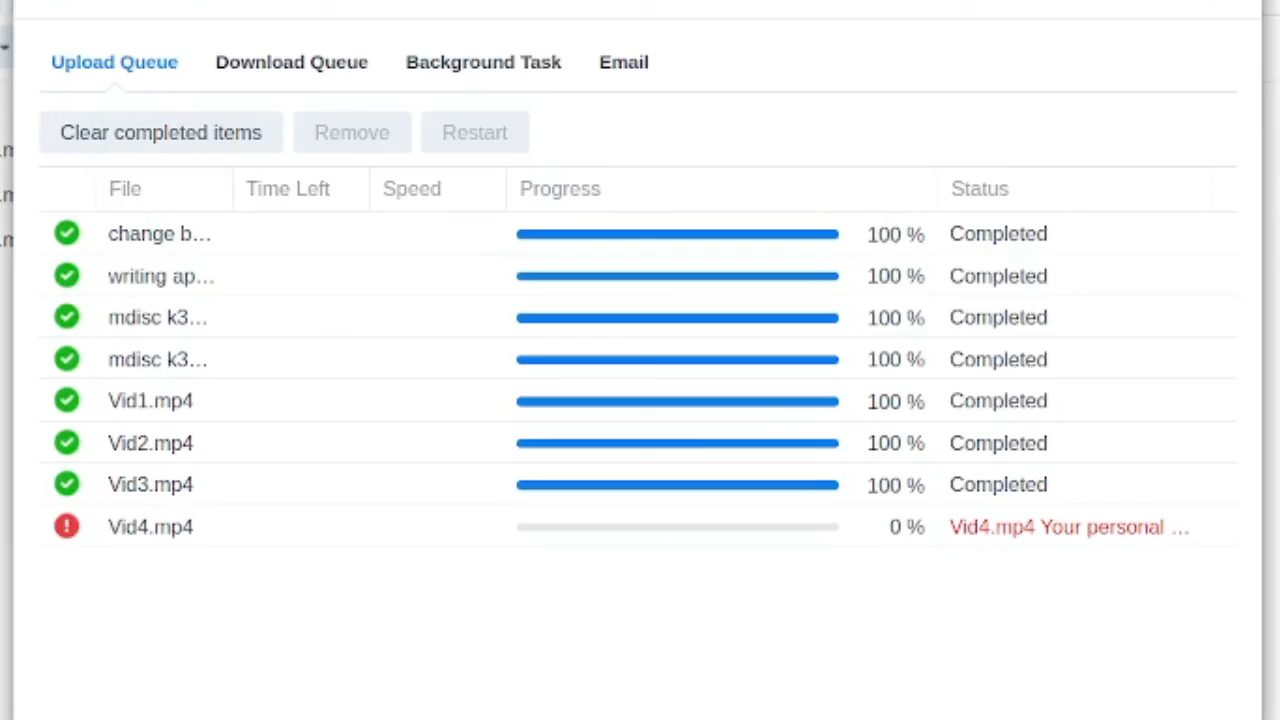 Upload Queue Download Queue Background Task Email
Clear completed items Remove Restart
File Time Left Speed Progress Status
change b... 100 % Completed
writing ap... 100 % Completed
mdisc k3... 100 % Completed
mdisc k3... 100 % Completed
Vid1.mp4 100 % Completed
Vid2.mp4 100 % Completed
Vid3.mp4 100 % Completed
Vid4.mp4 0 % Vid4.mp4 Your personal ...